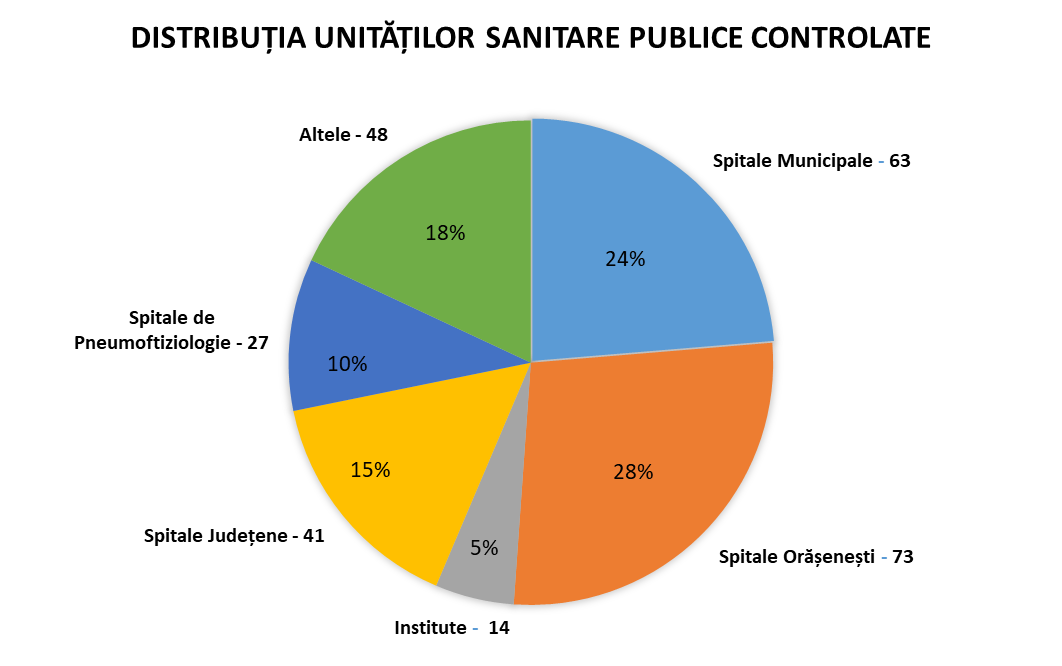 DISTRIBUȚIA UNITĂȚILOR SANITARE PUBLICE CONTROLATE
Altele - 48
Spitale Municipale - 63
18%
24%
Spitale de
Pneumoftiziologie - 27
10%
15%
28%
Spitale Județene - 41
5%
Spitale Orășenești - 73
Institute - 14